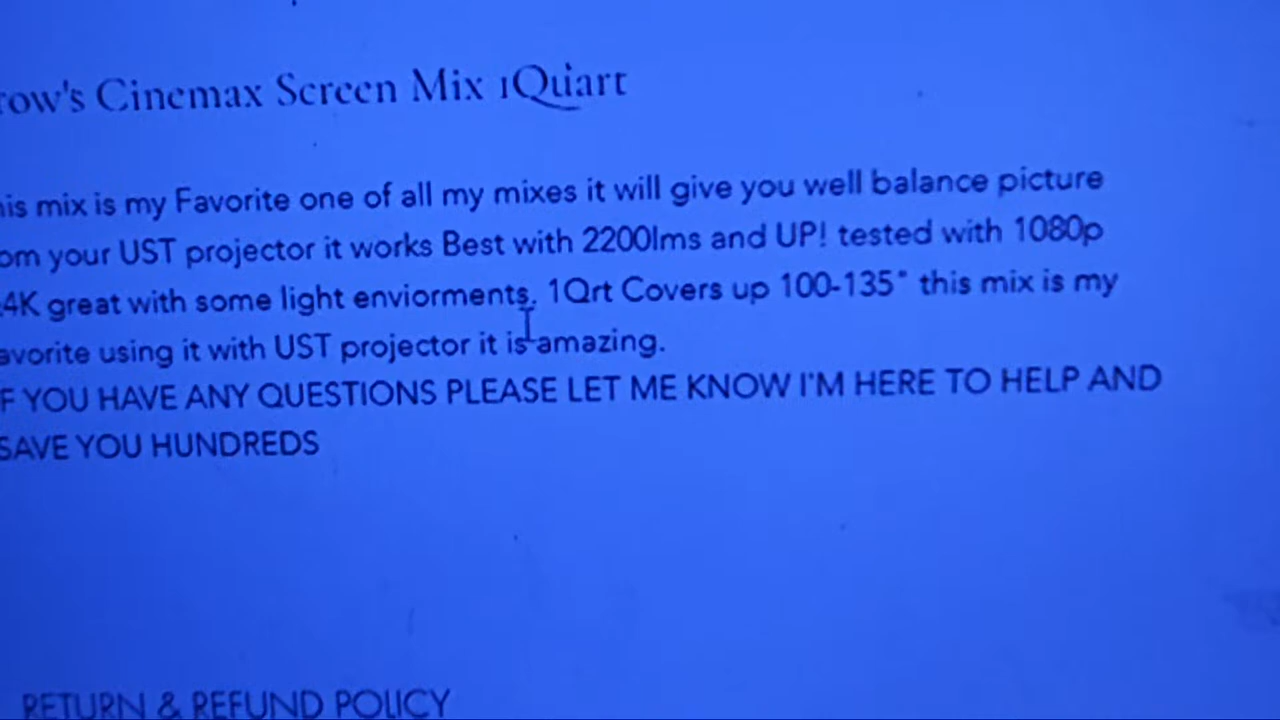 row's Cinemax Screen Mix 1Quart
his mix is my Favorite one of all my mixes it will give you well balance picture
om your UST projector it works Best with 2200lms and UP! tested with 1080p
4K great with some light enviorments. 1Qrt Covers up 100-135" this mix is my
avorite using it with UST projector it is amazing.
F YOU HAVE ANY QUESTIONS PLEASE LET ME KNOW I'M HERE TO HELP AND
SAVE YOU HUNDREDS
RETURN & REFUND POLICY